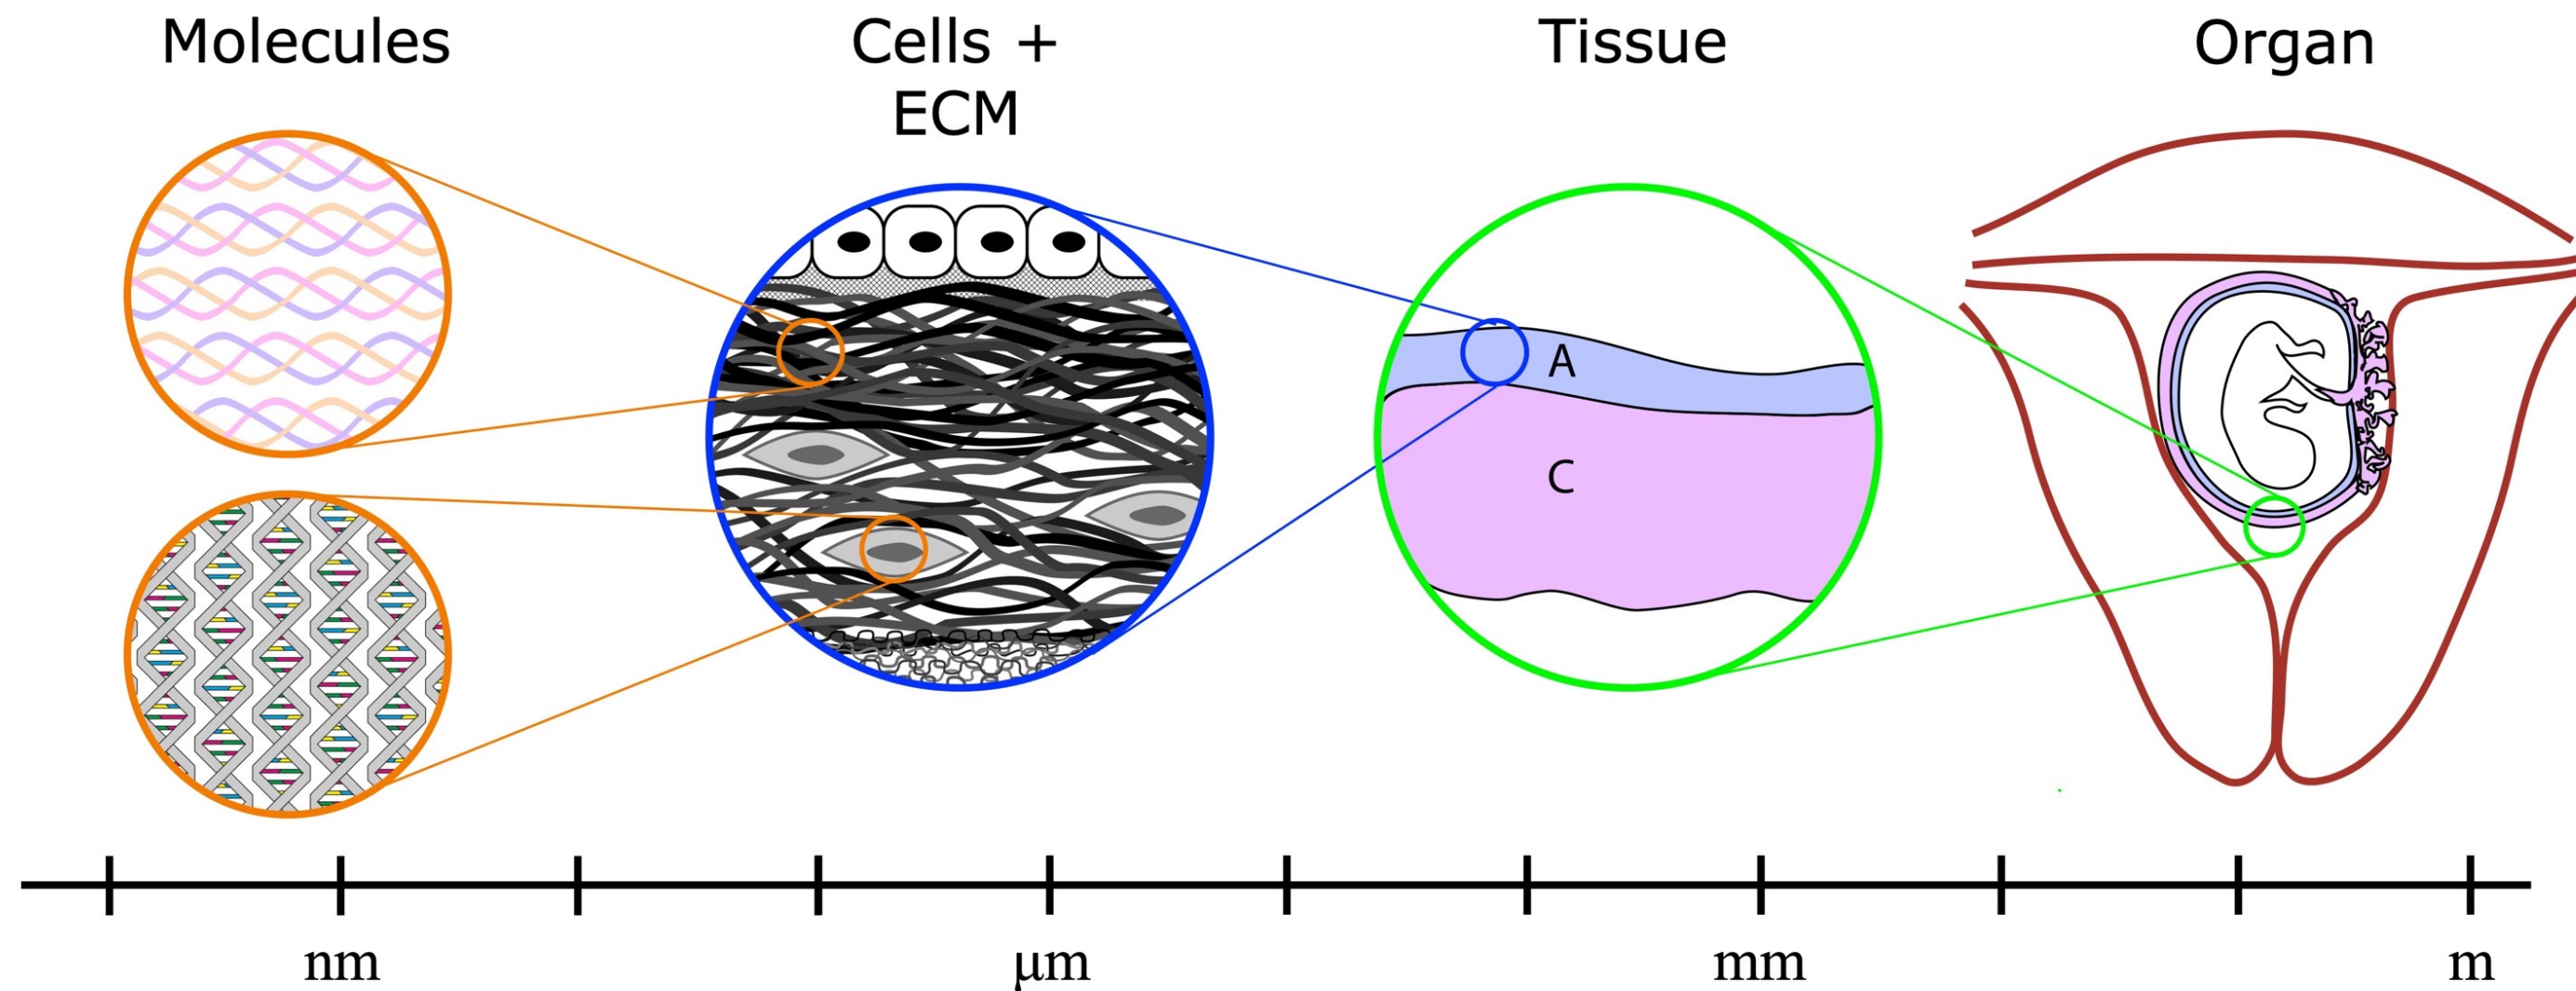 Molecules
Cells +
ECM
Tissue
Organ
A
C
nm
μm
mm
m